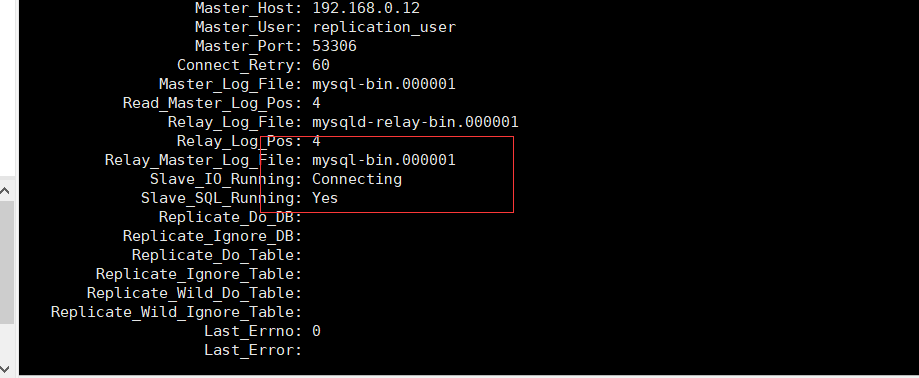 Master_Host: 192.168.0.12
Master_User: replication_user
Master_Port: 53306
Connect_Retry: 60
Master_Log_File: mysql-bin.000001
Read_Master_Log_Pos: 4
Relay_Log_File: mysqld-relay-bin.000001
Relay_Log_Pos: 4
Relay_Master_Log_File: mysql-bin.000001
Slave_IO_Running: Connecting
Slave_SQL_Running: Yes
Replicate_Do_DB:
Replicate_Ignore_DB:
Replicate_Do_Table:
Replicate_Ignore_Table:
Replicate_Wild_Do_Table:
Replicate_Wild_Ignore_Table:
Last_Errno: 0
Last_Error: